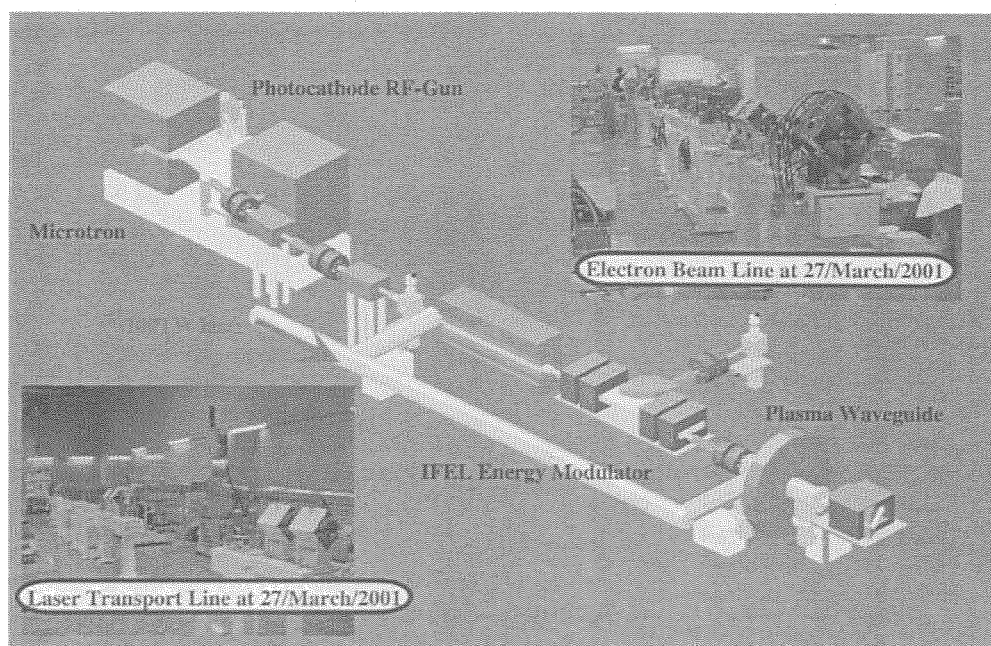 Photocathode RF-Gun
Microtron
Electron Beam Line at 27/March/2001
Plasma Waveguide
IFEL Energy Modulator
Laser Transport Line at 27/March/2001